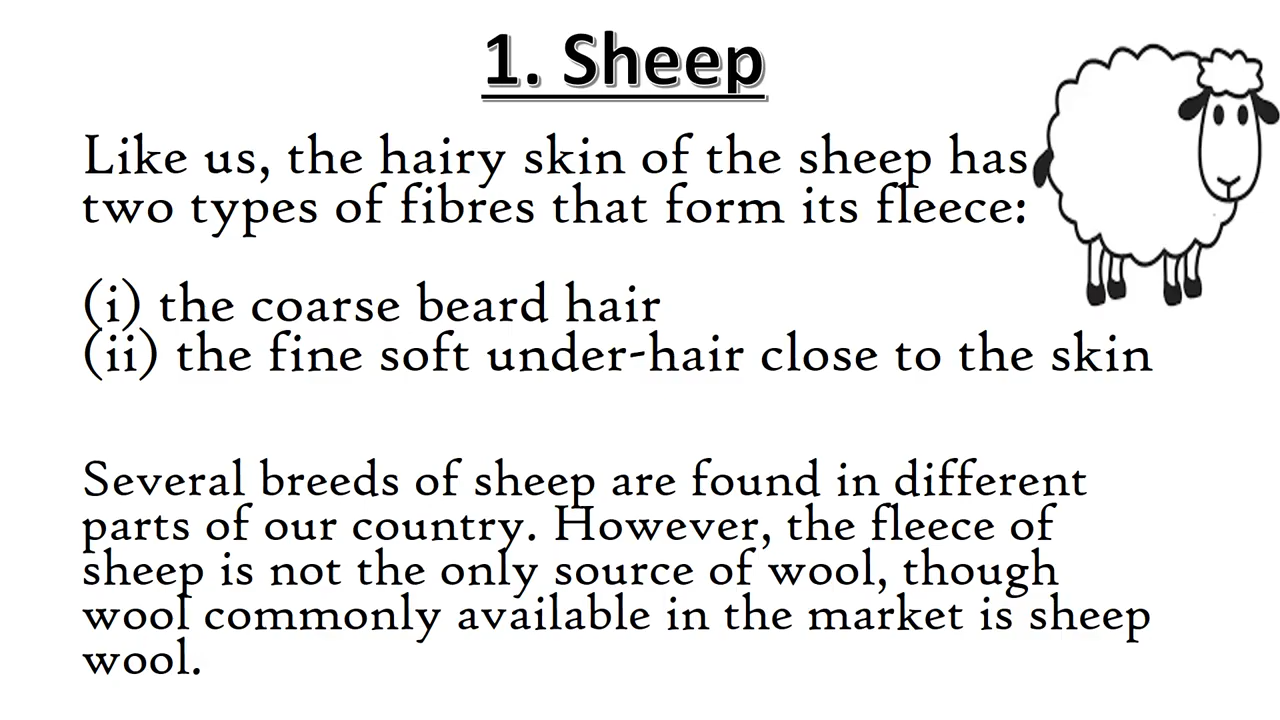 1. Sheep
Like us, the hairy skin of the sheep has
two types of fibres that form its fleece:
(i) the coarse beard hair
(ii) the fine soft under-hair close to the skin
Several breeds of sheep are found in different
parts of our country. However, the fleece of
sheep is not the only source of wool, though
wool commonly available in the market is sheep
wool.